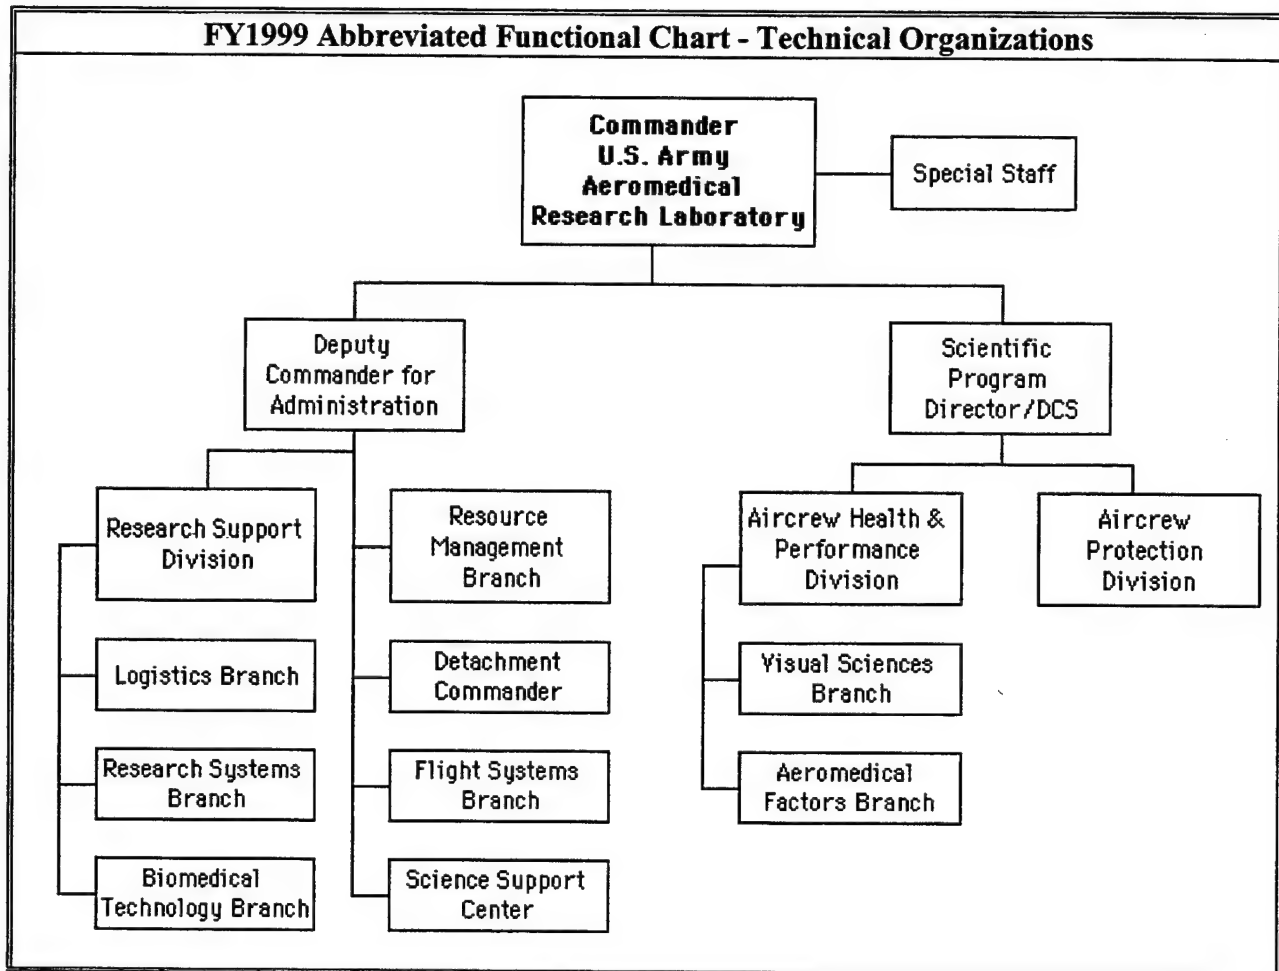 FY1999 Abbreviated Functional Chart - Technical Organizations
Commander
U.S. Army
Aeromedical
Research Laboratory
Special Staff
Deputy
Commander for
Administration
Scientific
Program
Director/DCS
Research Support
Division
Resource
Management
Branch
Aircrew Health &
Performance
Division
Aircrew
Protection
Division
Logistics Branch
Detachment
Commander
Visual Sciences
Branch
Research Systems
Branch
Flight Systems
Branch
Aeromedical
Factors Branch
Biomedical
Technology Branch
Science Support
Center